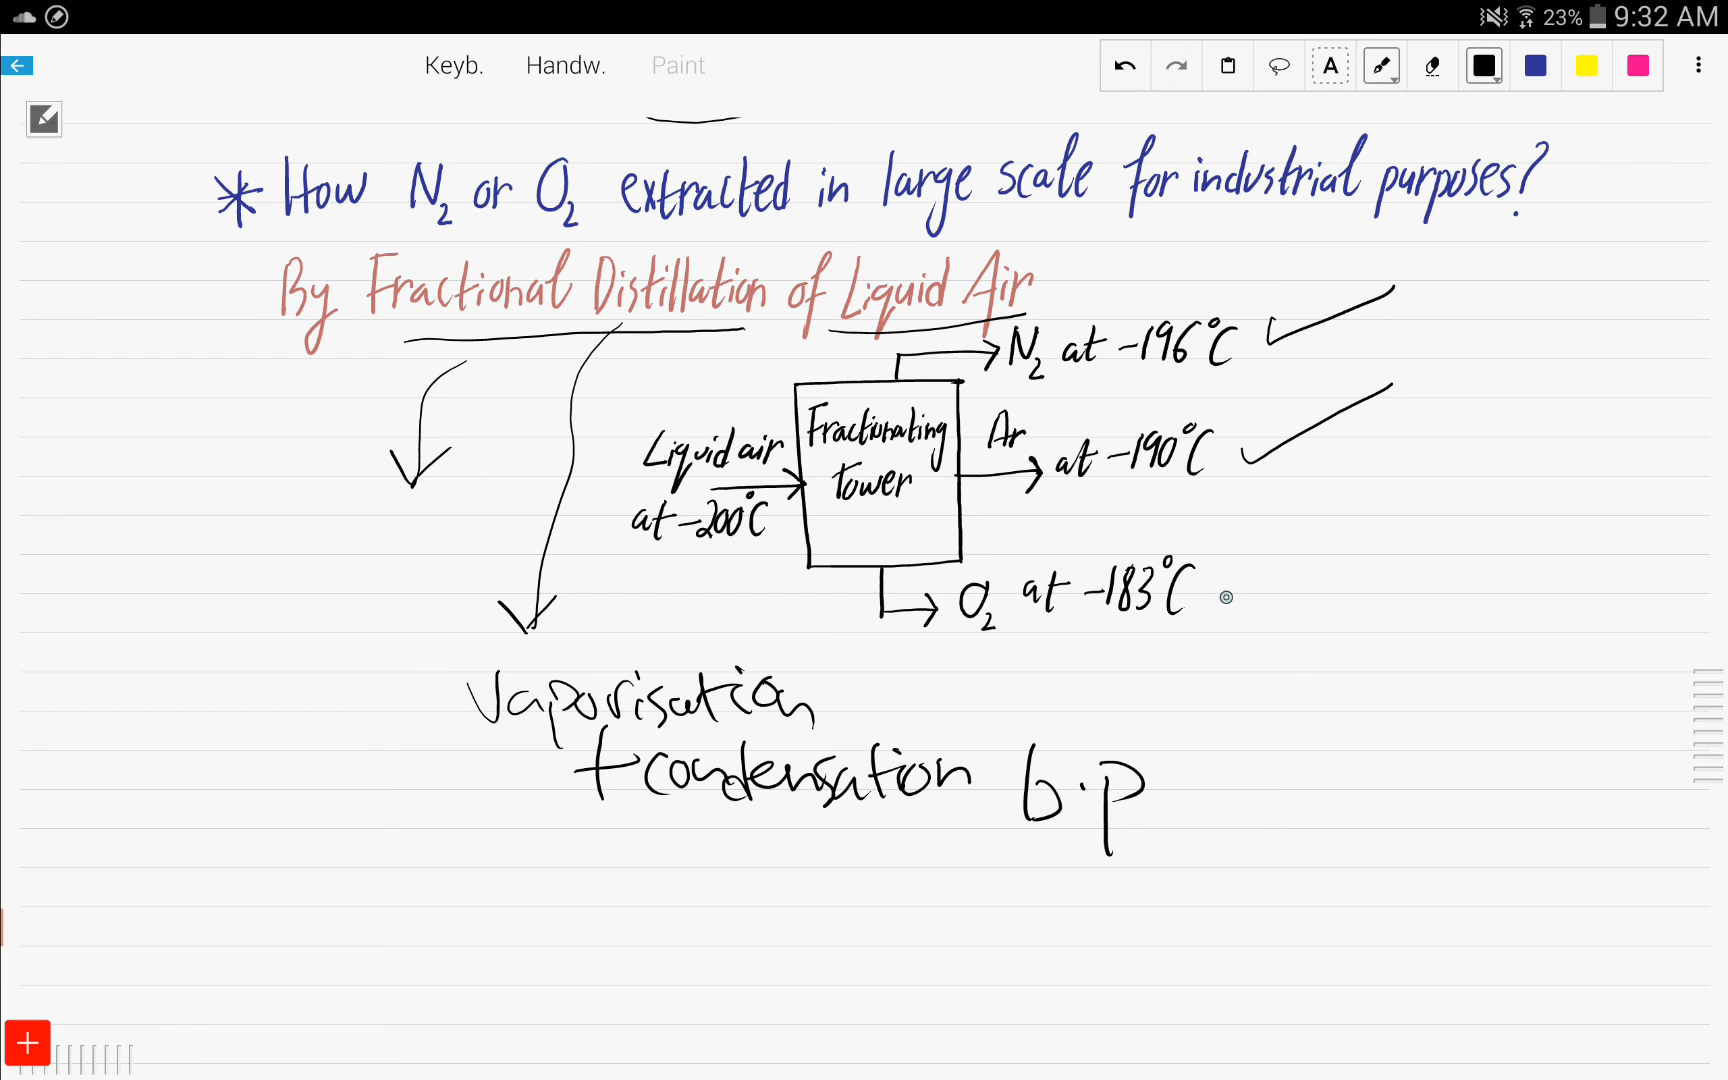 23% 9:32 AM
Keyb. Handw. Paint A
* How N₂ or O₂ extracted in large scale for industrial purposes?
By Fractional Distillation of Liquid Air
N₂ at -196°C
Fractionating
tower
Liquid air
at -200°C
Ar
at -190°C
O₂ at -183°C
Vaporisation
+ condensation b.p